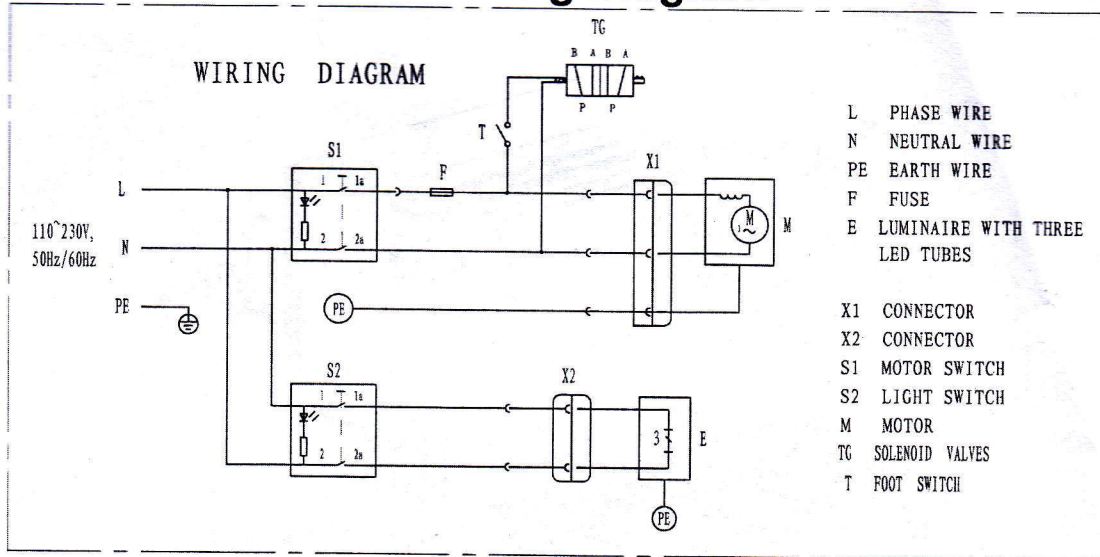 TG
B A B A
WIRING DIAGRAM
P P
T
S1
F
X1
1 1a
L
M
1
M
110~230V,
50Hz/60Hz
N
2 2a
PE
PE
S2
X2
1 1a
3
E
2 2a
PE
L PHASE WIRE
N NEUTRAL WIRE
PE EARTH WIRE
F FUSE
E LUMINAIRE WITH THREE
LED TUBES
X1 CONNECTOR
X2 CONNECTOR
S1 MOTOR SWITCH
S2 LIGHT SWITCH
M MOTOR
TG SOLENOID VALVES
T FOOT SWITCH